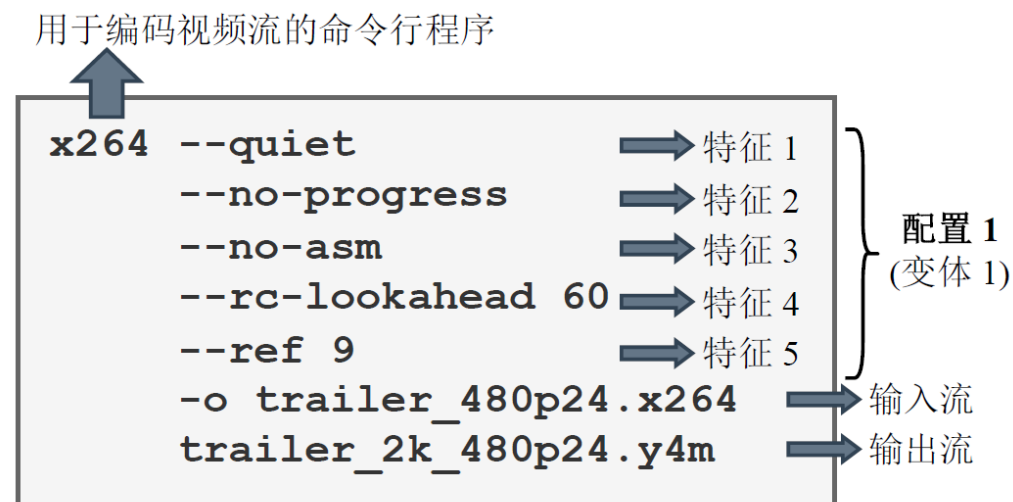 用于编码视频流的命令行程序
x264 --quiet 特征 1
--no-progress 特征 2
--no-asm 特征 3
--rc-lookahead 60 特征 4
--ref 9 特征 5
配置 1
(变体 1)
-o trailer_480p24.x264 输入流
trailer_2k_480p24.y4m 输出流